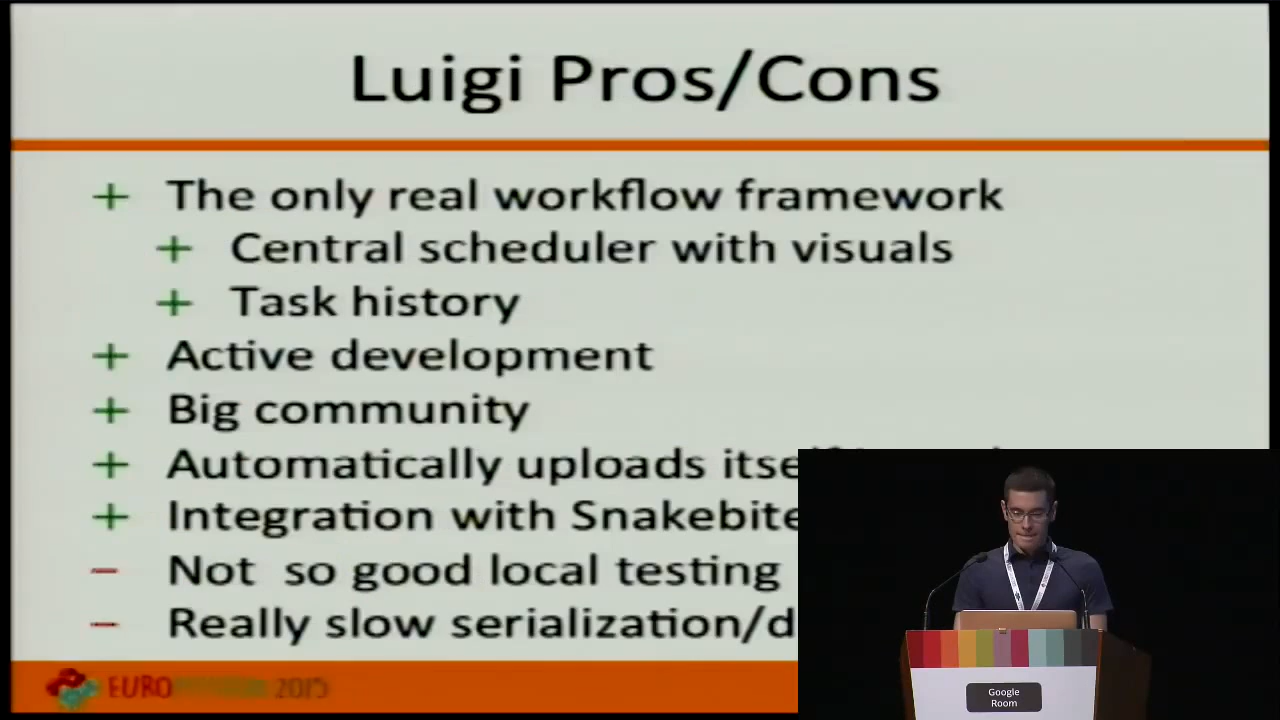 Luigi Pros/Cons
+ The only real workflow framework
+ Central scheduler with visuals
+ Task history
+ Active development
+ Big community
+ Automatically uploads
+ Integration with Snakebite
– Not so good local testing
– Really slow serialization/d
EURO 2015
Google
Room